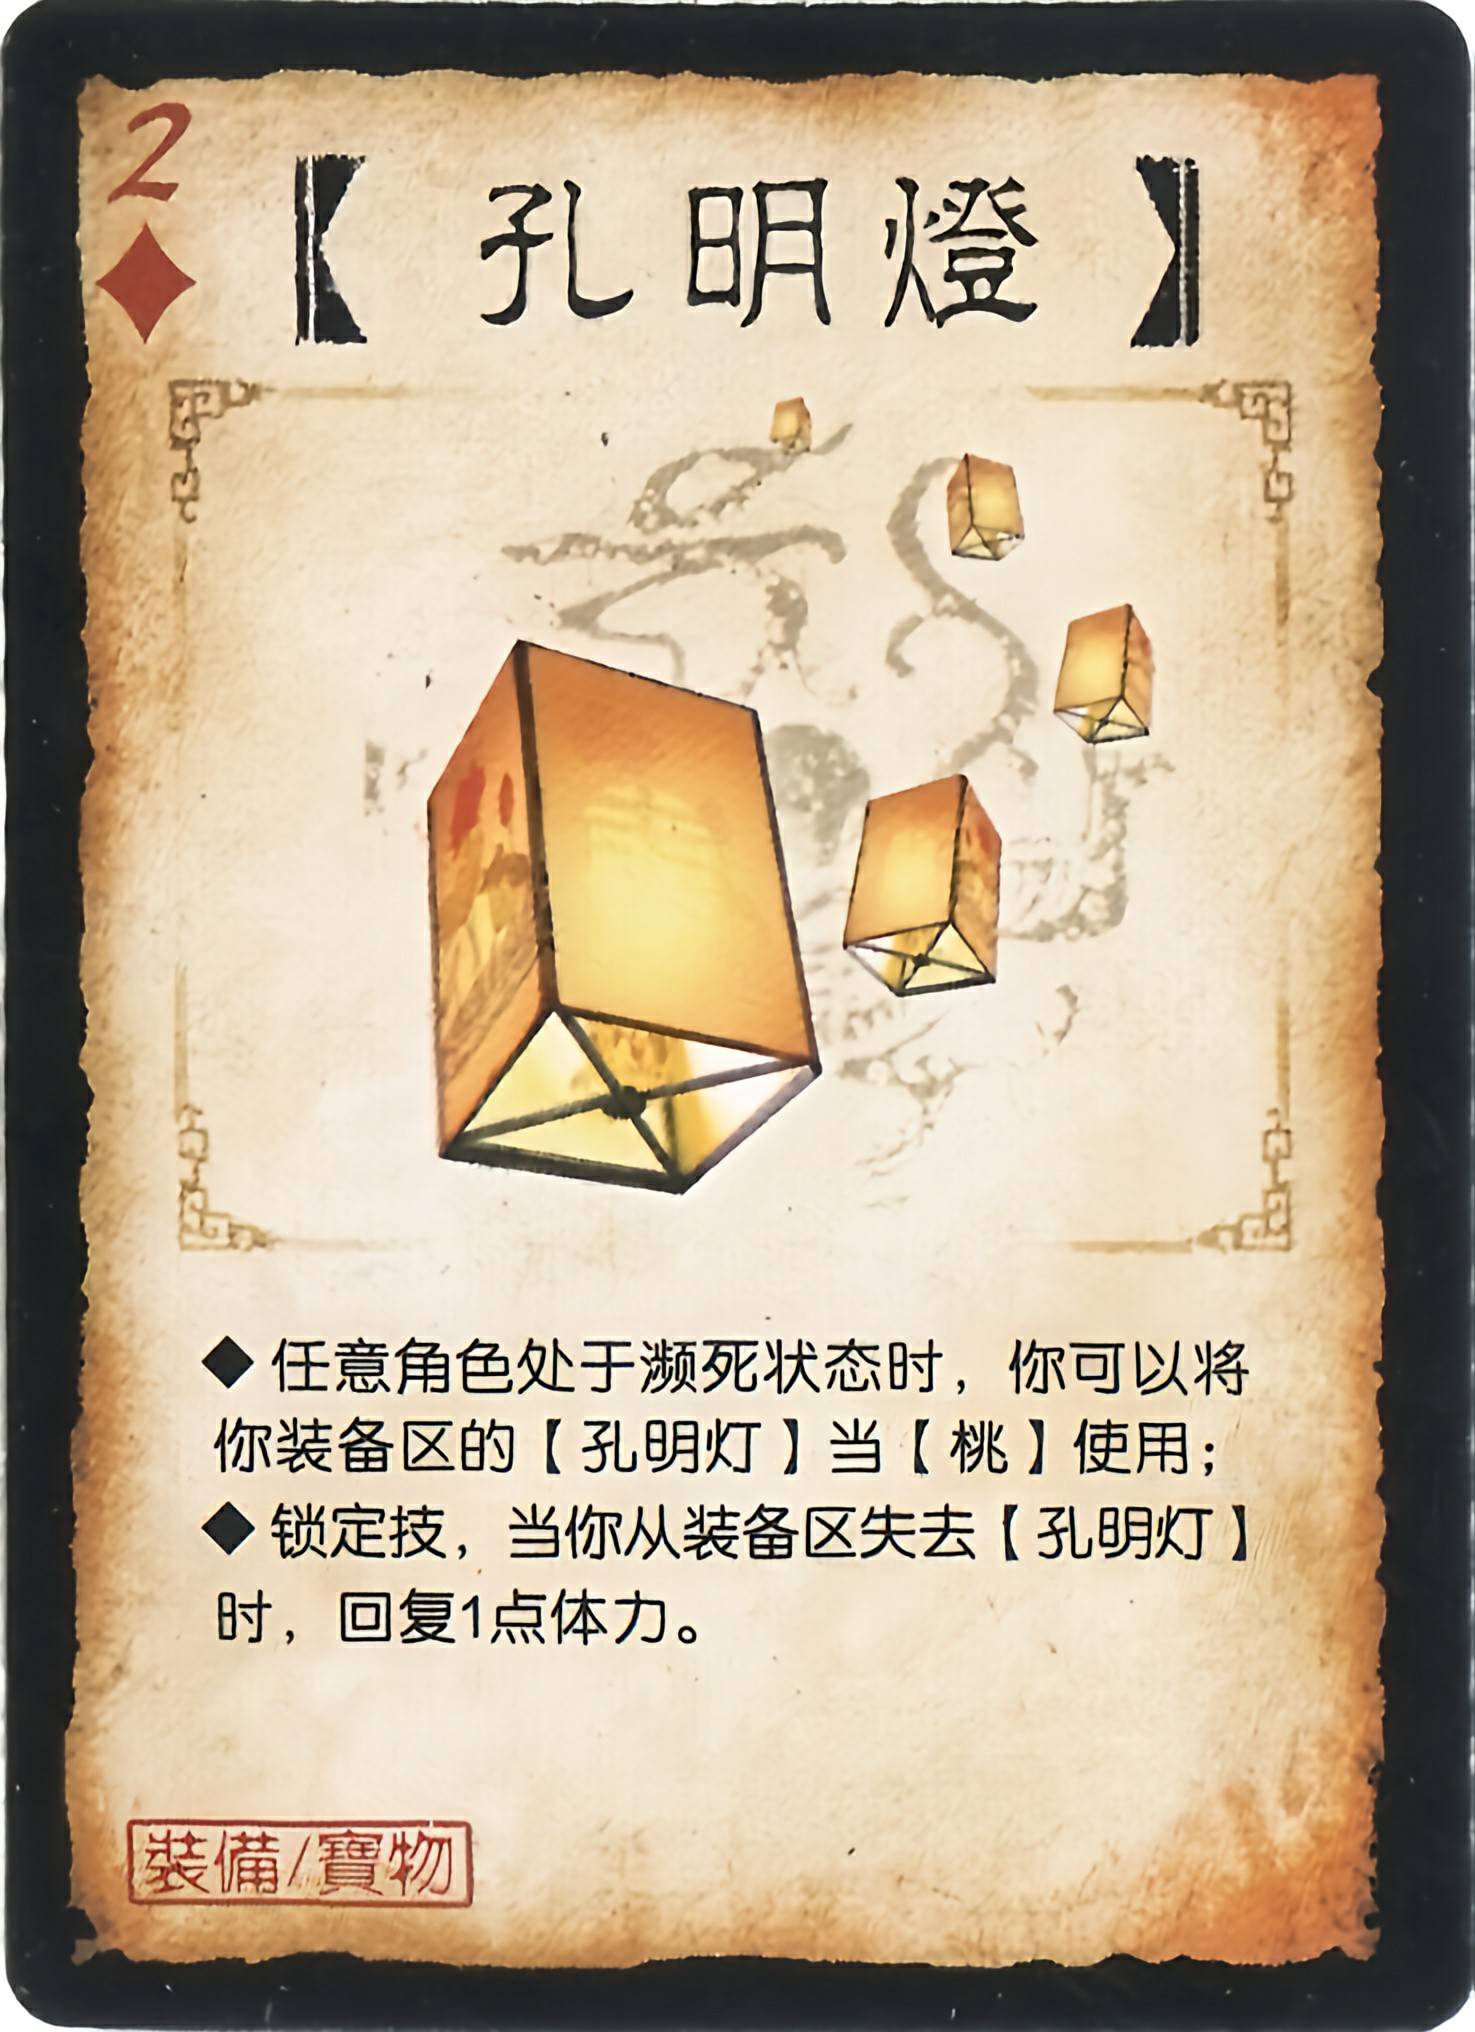 2
【孔明燈】
◆任意角色处于濒死状态时，你可以将
你装备区的【孔明灯】当【桃】使用；
◆锁定技，当你从装备区失去【孔明灯】
时，回复1点体力。
裝備/寶物